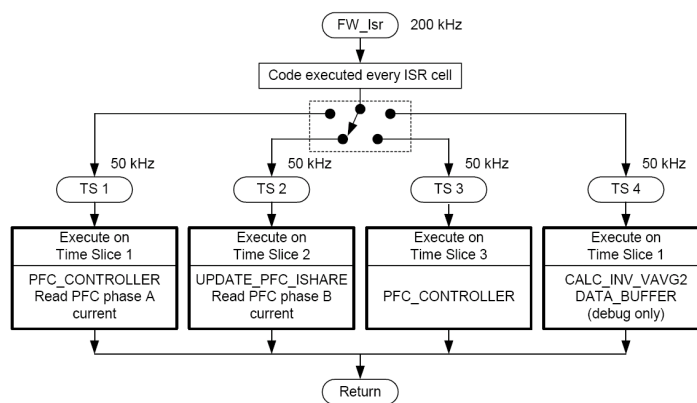 FW_Isr
200 kHz
Code executed every ISR cell
50 kHz
50 kHz
50 kHz
50 kHz
TS 1
TS 2
TS 3
TS 4
Execute on
Time Slice 1
PFC_CONTROLLER
Read PFC phase A
current
Execute on
Time Slice 2
UPDATE_PFC_ISHARE
Read PFC phase B
current
Execute on
Time Slice 3
PFC_CONTROLLER
Execute on
Time Slice 1
CALC_INV_VAVG2
DATA_BUFFER
(debug only)
Return